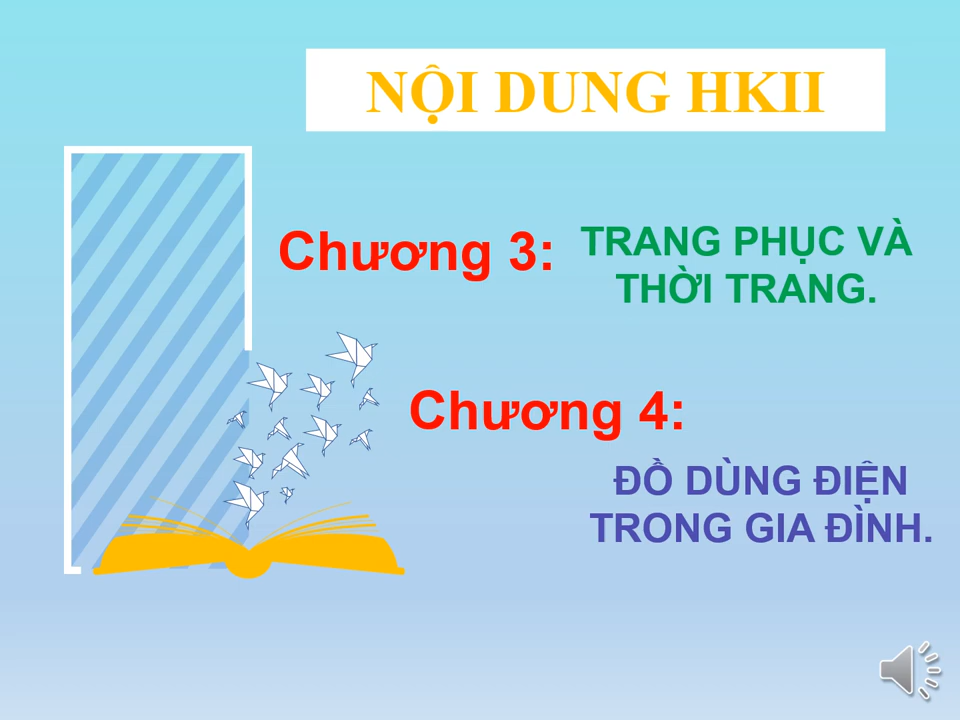 NỘI DUNG HKII
Chương 3:
TRANG PHỤC VÀ
THỜI TRANG.
Chương 4:
ĐỒ DÙNG ĐIỆN
TRONG GIA ĐÌNH.